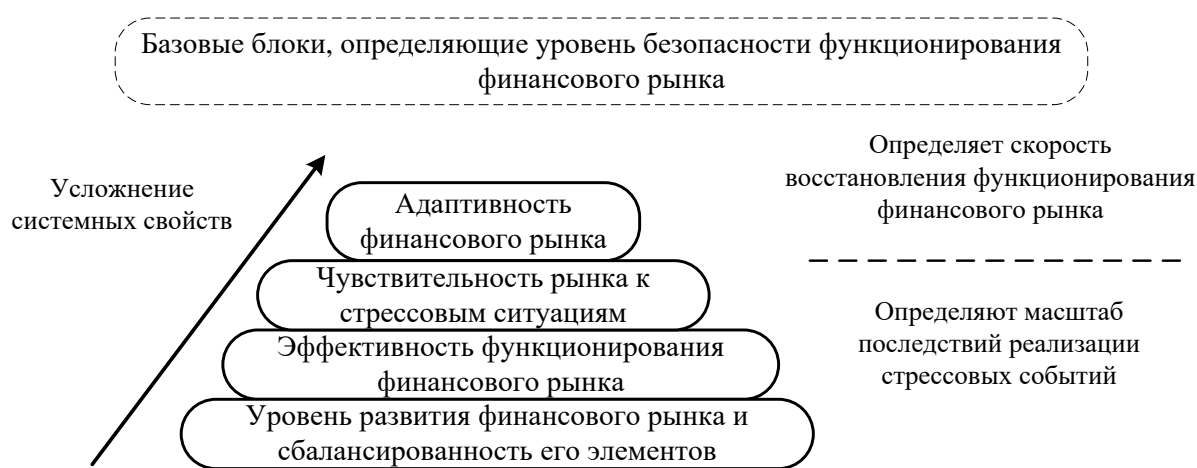 Базовые блоки, определяющие уровень безопасности функционирования
финансового рынка
Усложнение
системных свойств
Адаптивность
финансового рынка
Чувствительность рынка к
стрессовым ситуациям
Эффективность функционирования
финансового рынка
Уровень развития финансового рынка и
сбалансированность его элементов
Определяет скорость
восстановления функционирования
финансового рынка
Определяют масштаб
последствий реализации
стрессовых событий